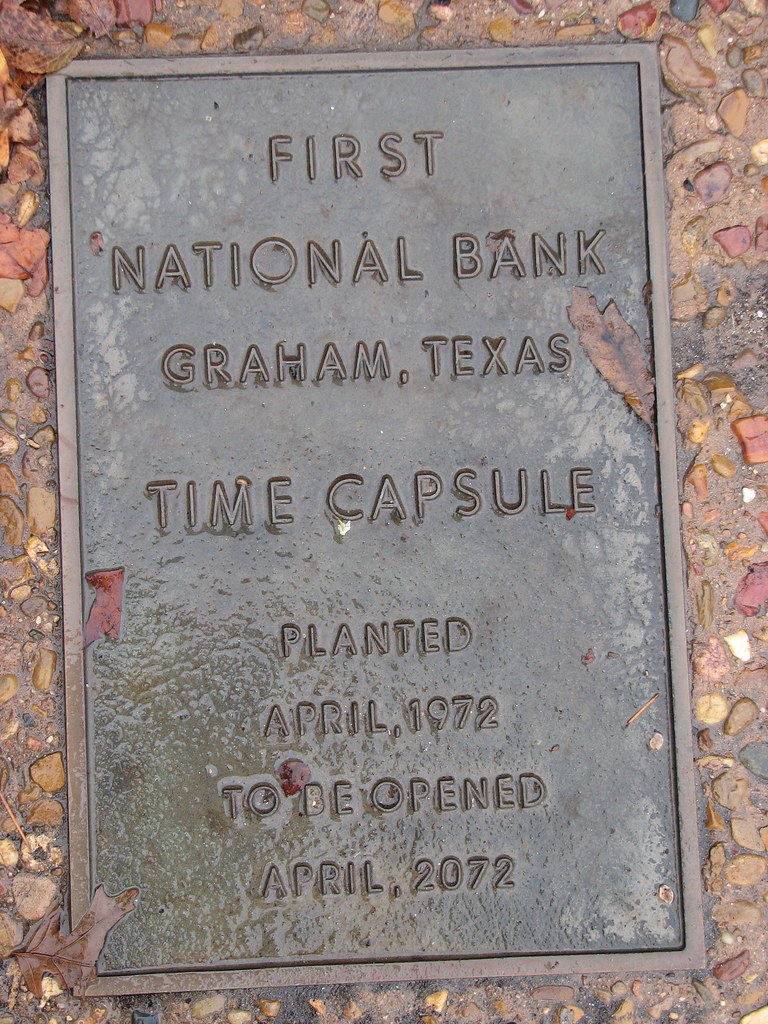 FIRST
NATIONAL BANK
GRAHAM, TEXAS
TIME CAPSULE
PLANTED
APRIL, 1972
TO BE OPENED
APRIL, 2072